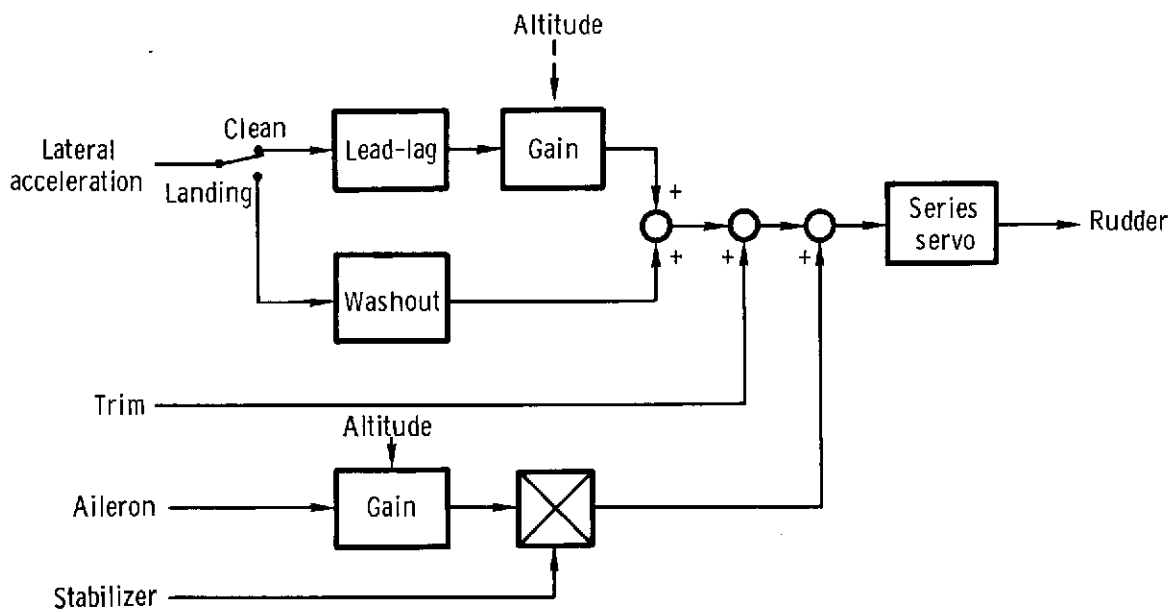 Altitude
Clean
Lateral
acceleration
Landing
Lead-lag
Gain
+
+
+
+
Series
servo
Rudder
Washout
Trim
Altitude
Aileron
Gain
Stabilizer